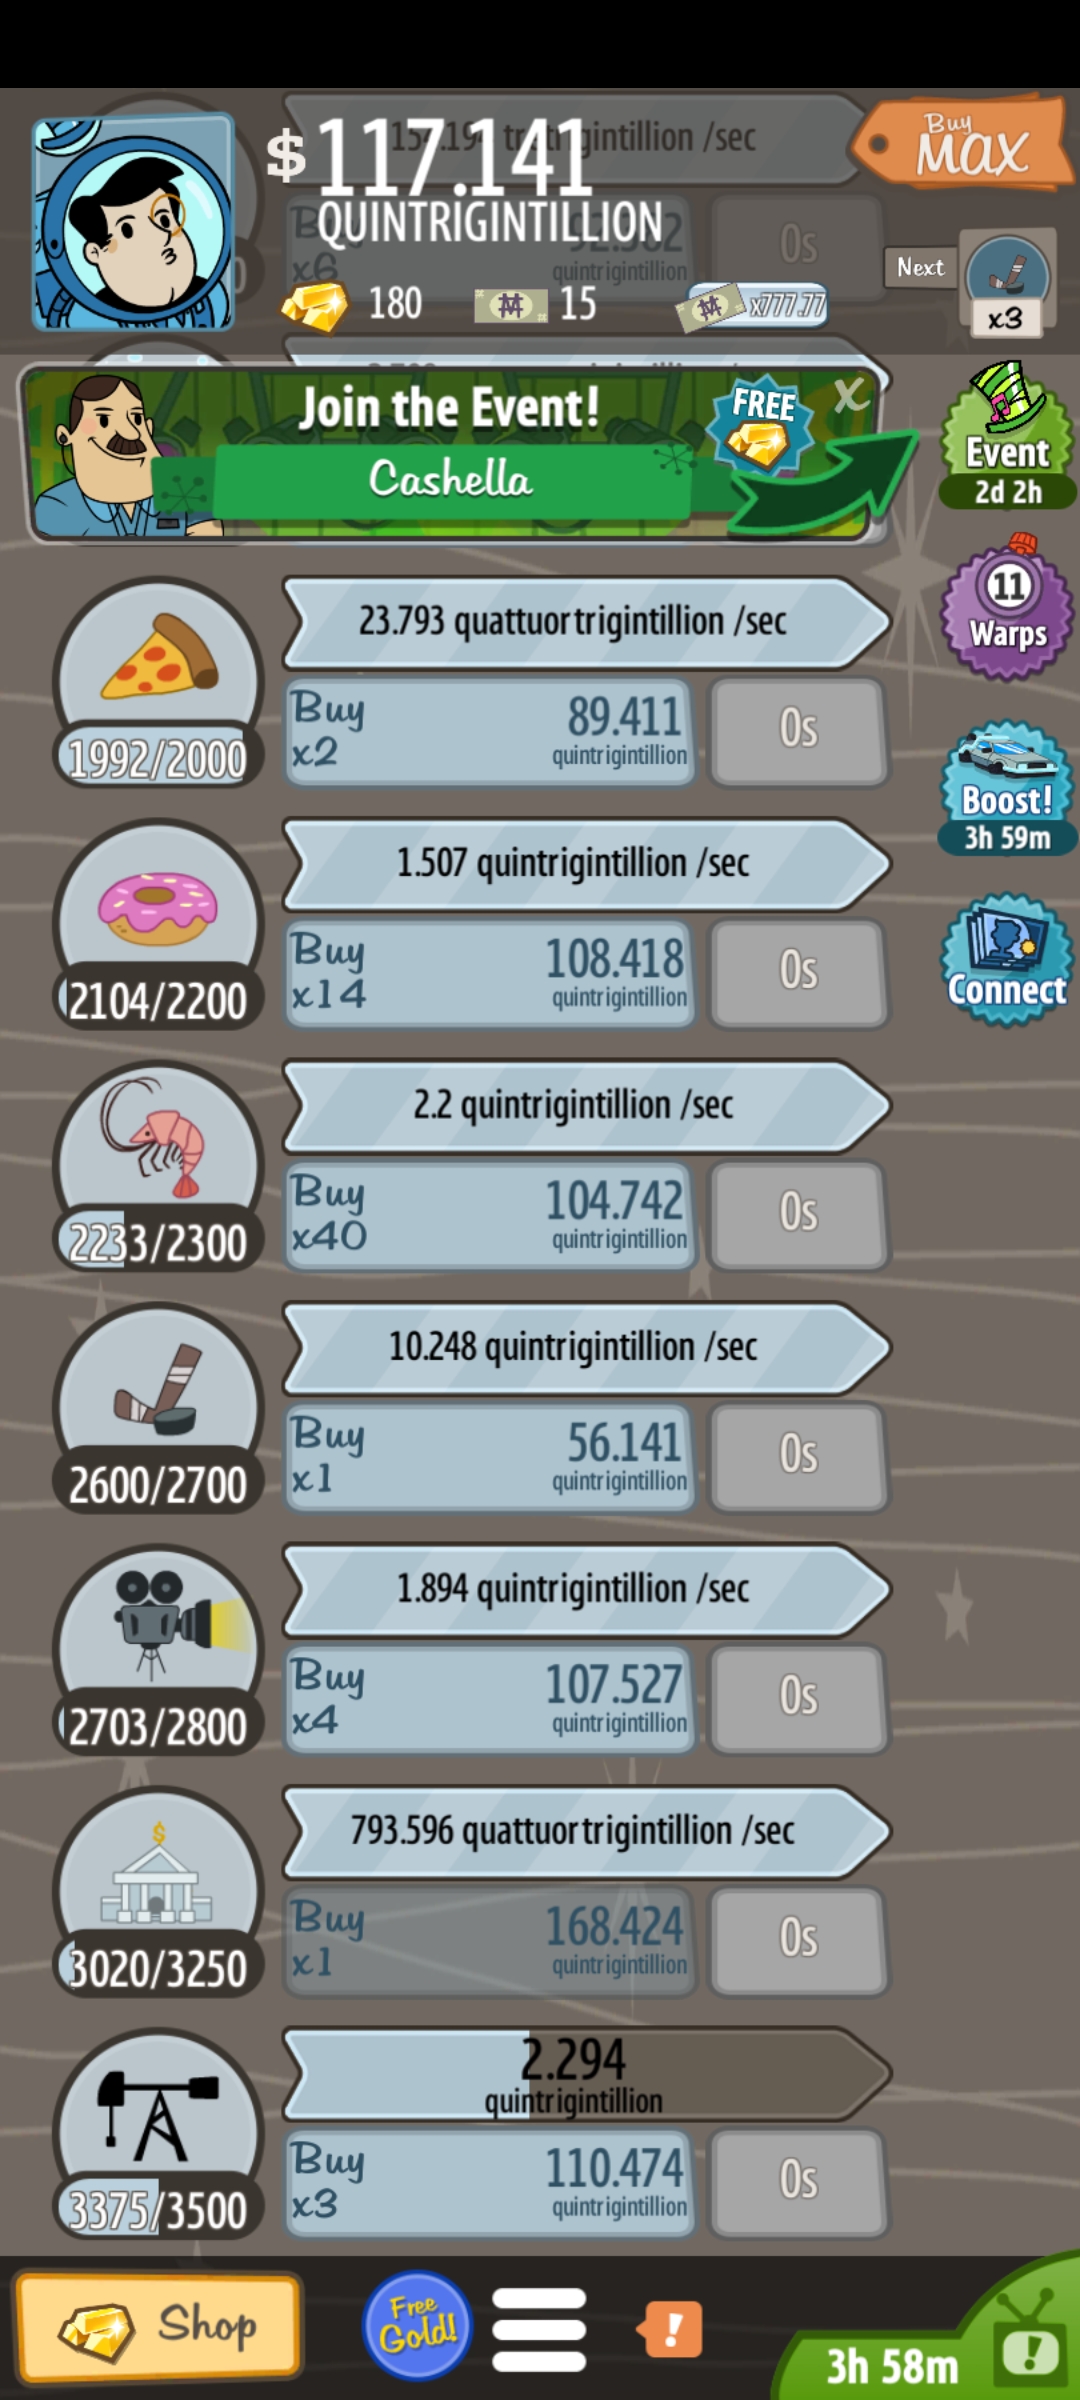 154.19 trigintillion /sec
Buy
MAX
$117.141
QUINTRIGINTILLION
x6
quintrigintillion
0s
Next
180
15
x777.77
x3
Join the Event!
FREE
X
Cashella
Event
2d 2h
23.793 quattuortrigintillion /sec
11
Warps
1992/2000
Buy
x2
89.411
quintrigintillion
0s
Boost!
3h 59m
1.507 quintrigintillion /sec
2104/2200
Buy
x14
108.418
quintrigintillion
0s
Connect
2.2 quintrigintillion /sec
2233/2300
Buy
x40
104.742
quintrigintillion
0s
10.248 quintrigintillion /sec
2600/2700
Buy
x1
56.141
quintrigintillion
0s
1.894 quintrigintillion /sec
2703/2800
Buy
x4
107.527
quintrigintillion
0s
793.596 quattuortrigintillion /sec
$
3020/3250
Buy
x1
168.424
quintrigintillion
0s
2.294
quintrigintillion
3375/3500
Buy
x3
110.474
quintrigintillion
0s
Shop
Free
Gold!
!
3h 58m
!